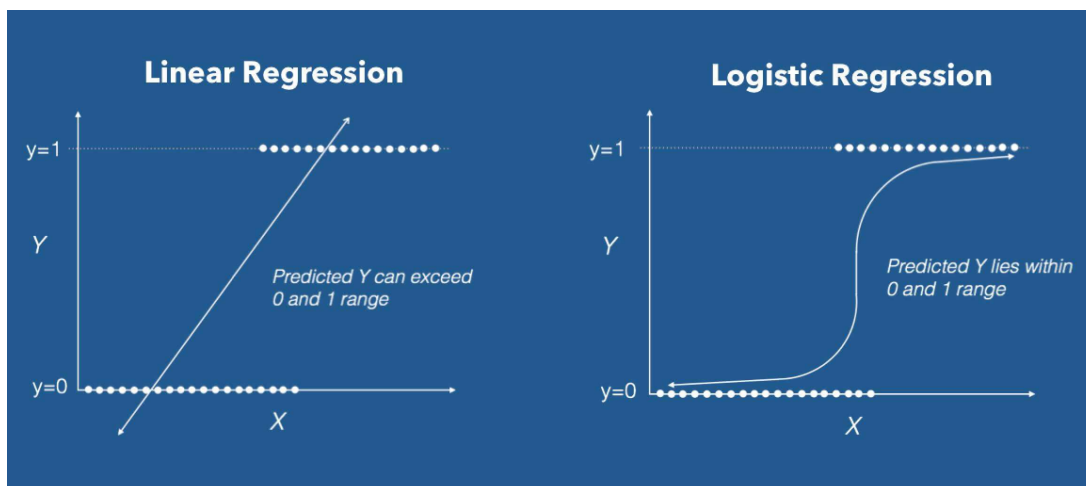 Linear Regression
y=1
Y
Predicted Y can exceed
0 and 1 range
y=0
X
Logistic Regression
y=1
Y
Predicted Y lies within
0 and 1 range
y=0
X